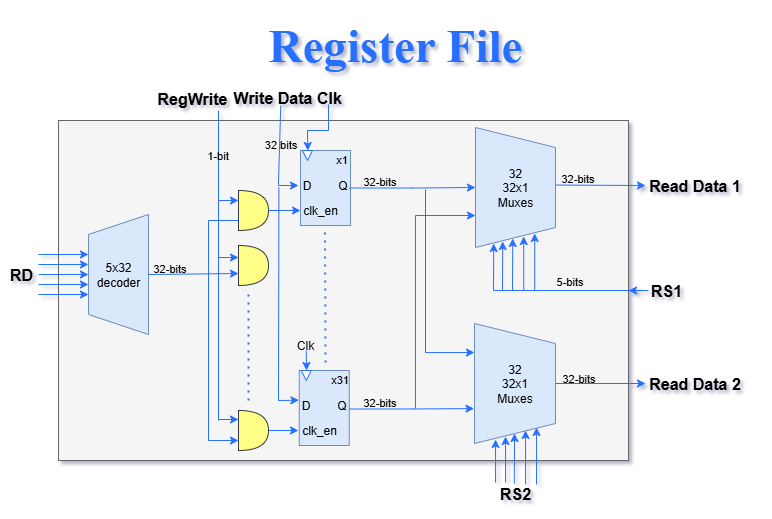 Register File
RegWrite Write Data Clk
1-bit
32 bits
x1
D
Q
clk_en
32-bits
32
32x1
Muxes
32-bits
Read Data 1
5-bits
RS1
RD
5x32
decoder
32-bits
Clk
x31
D
Q
clk_en
32-bits
32
32x1
Muxes
32-bits
Read Data 2
RS2